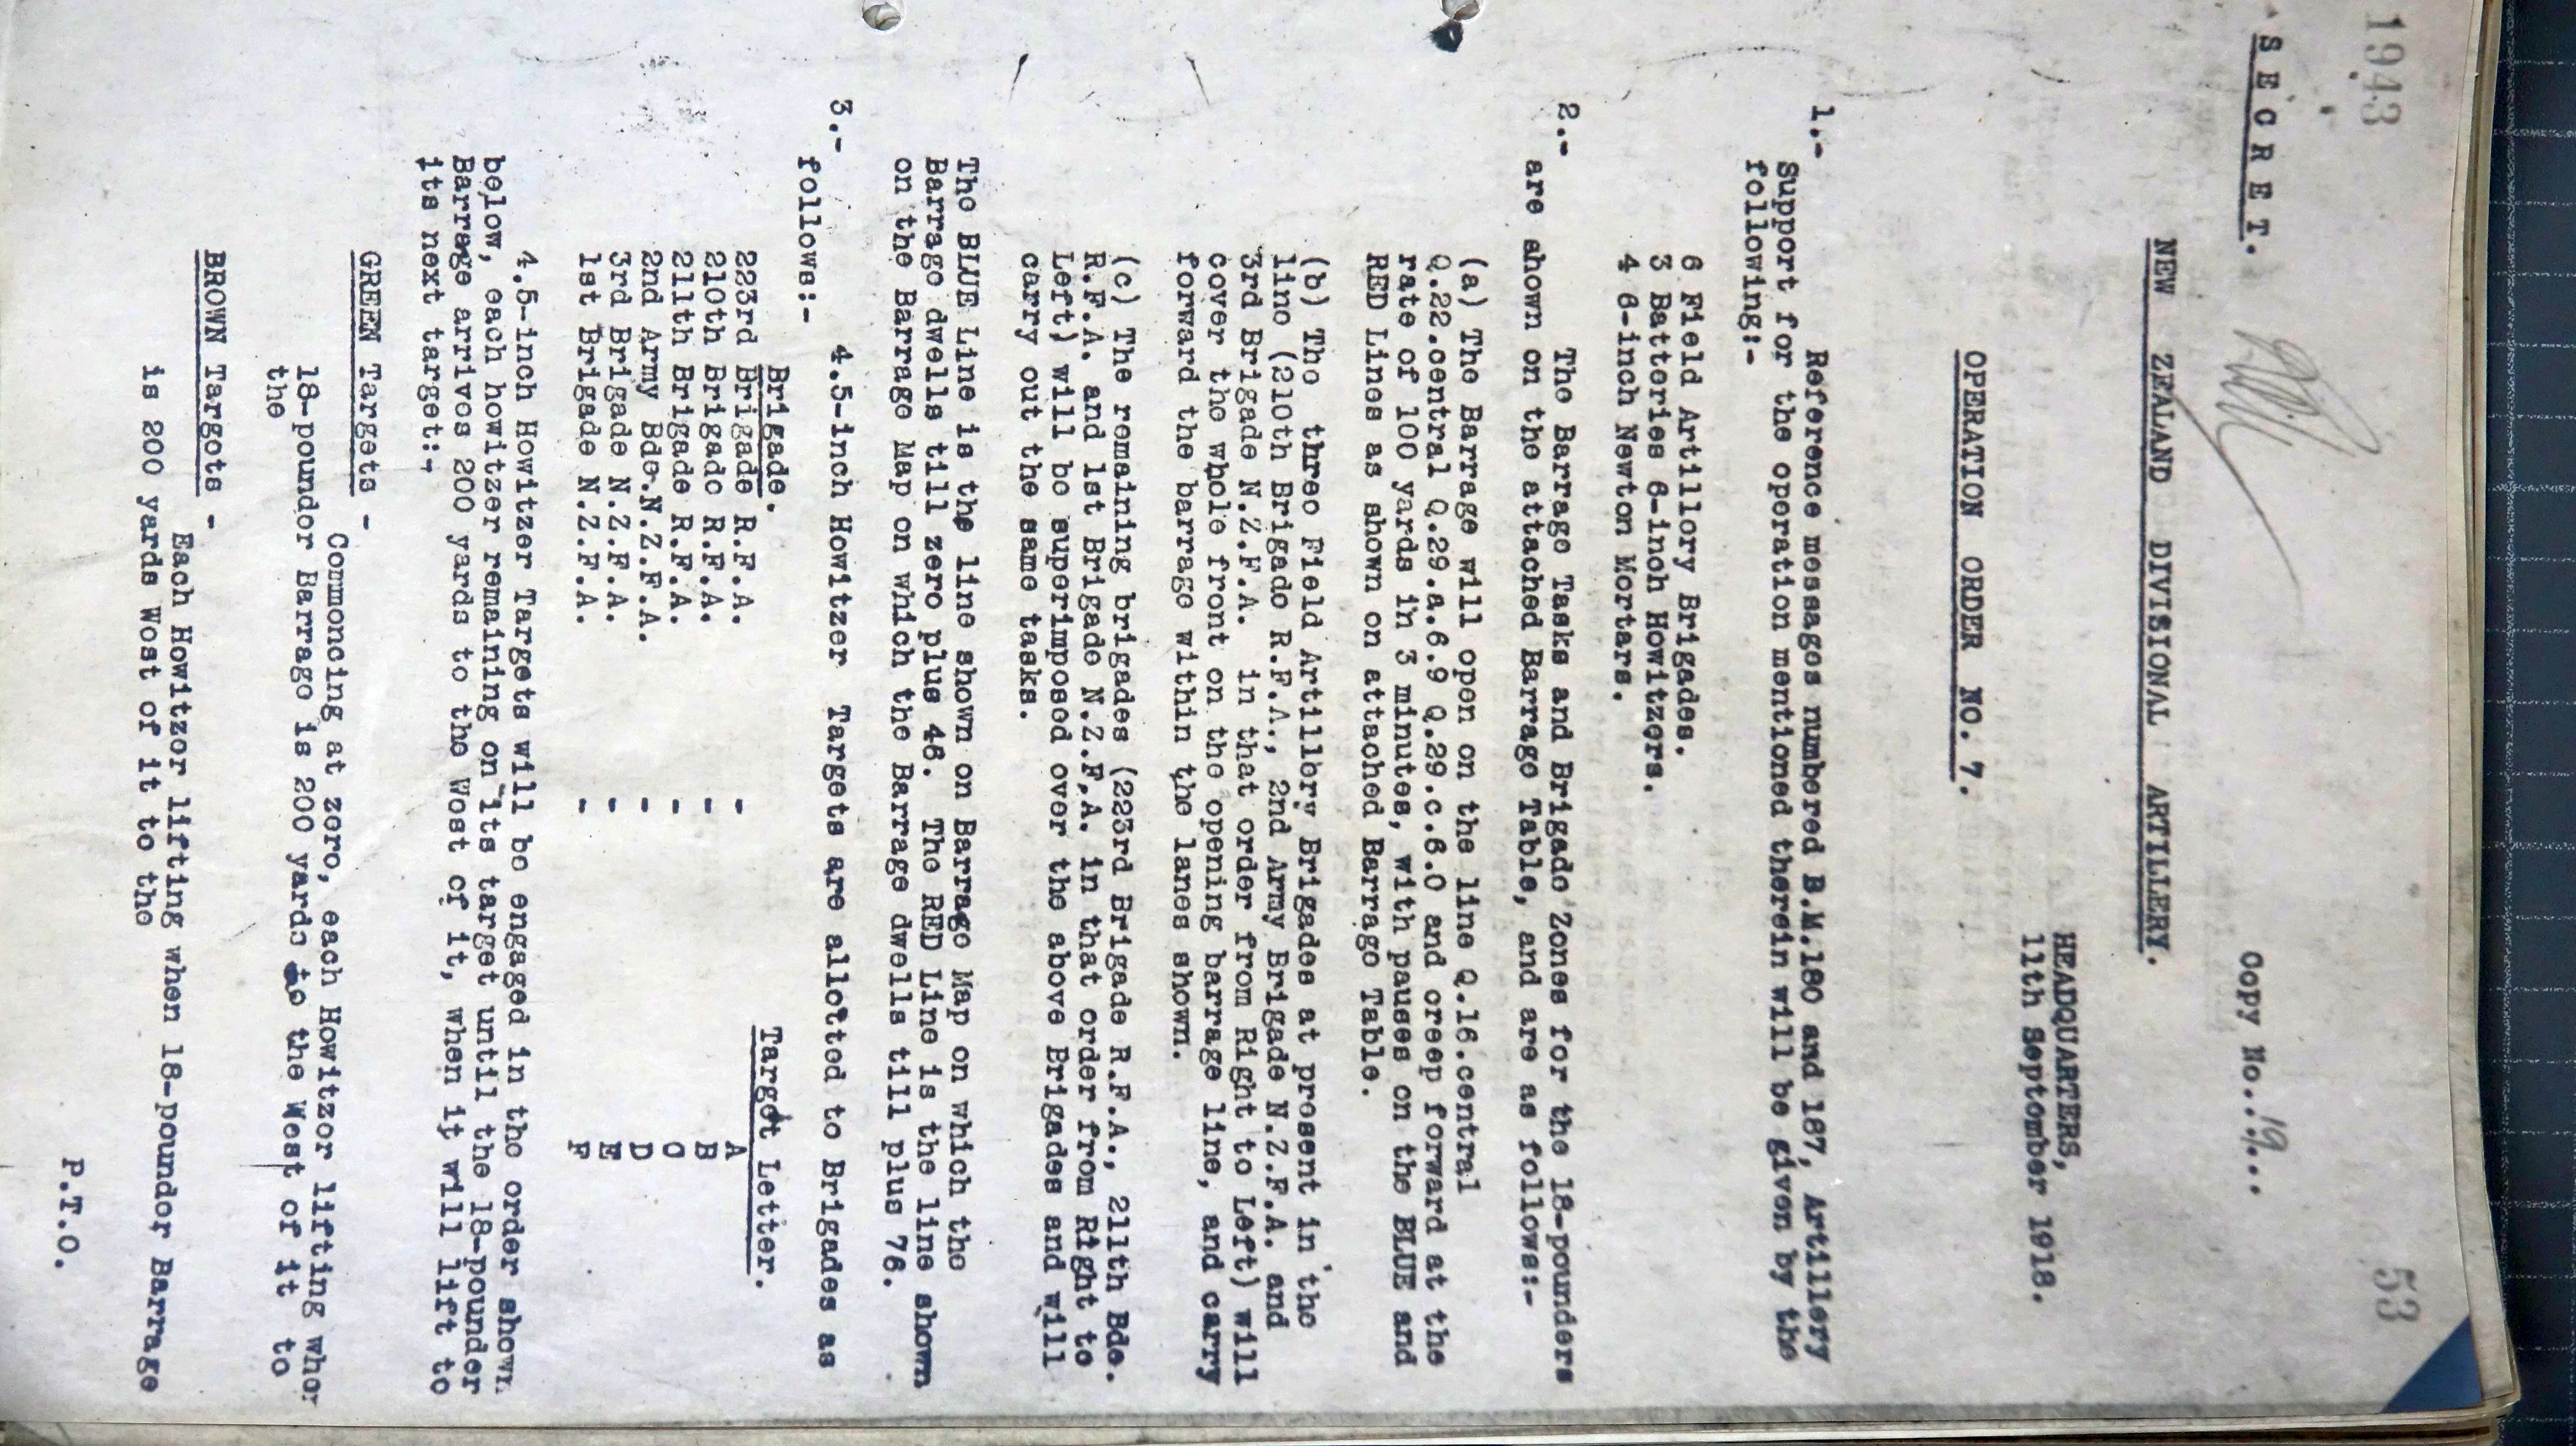 1943
53
SECRET.
Copy No...19...
NEW ZEALAND DIVISIONAL ARTILLERY.
HEADQUARTERS,
11th September 1918.
OPERATION ORDER NO. 7.
1.- Reference messages numbered B.M.180 and 187, Artillery
Support for the operation mentioned therein will be given by the
following:-
6 Field Artillery Brigades.
3 Batteries 6-inch Howitzers.
4 6-inch Newton Mortars.
2.- The Barrage Tasks and Brigade Zones for the 18-pounders
are shown on the attached Barrage Table, and are as follows:-
(a) The Barrage will open on the line Q.16.central
Q.22.central Q.29.a.6.9 Q.29.c.6.0 and creep forward at the
rate of 100 yards in 3 minutes, with pauses on the BLUE and
RED Lines as shown on attached Barrage Table.
(b) The three Field Artillery Brigades at present in the
line (210th Brigade R.F.A., 2nd Army Brigade N.Z.F.A. and
3rd Brigade N.Z.F.A. in that order from Right to Left) will
cover the whole front on the opening barrage line, and carry
forward the barrage within the lanes shown.
(c) The remaining brigades (223rd Brigade R.F.A., 211th Bde.
R.F.A. and 1st Brigade N.Z.F.A. in that order from Right to
Left) will be superimposed over the above Brigades and will
carry out the same tasks.
The BLUE Line is the line shown on Barrage Map on which the
Barrage dwells till zero plus 46. The RED Line is the line shown
on the Barrage Map on which the Barrage dwells till plus 76.
3.- 4.5-inch Howitzer Targets are allotted to Brigades as
follows:-
Brigade. Target Letter.
223rd Brigade R.F.A. - A
210th Brigade R.F.A. - B
211th Brigade R.F.A. - C
2nd Army Bde.N.Z.F.A. - D
3rd Brigade N.Z.F.A. - E
1st Brigade N.Z.F.A. - F
4.5-inch Howitzer Targets will be engaged in the order shown
below, each howitzer remaining on its target until the 18-pounder
Barrage arrives 200 yards to the West of it, when it will lift to
its next target:-
GREEN Targets - Commencing at zero, each Howitzer lifting when
18-pounder Barrage is 200 yards to the West of it to
the
BROWN Targets - Each Howitzer lifting when 18-pounder Barrage
is 200 yards West of it to the
P.T.O.